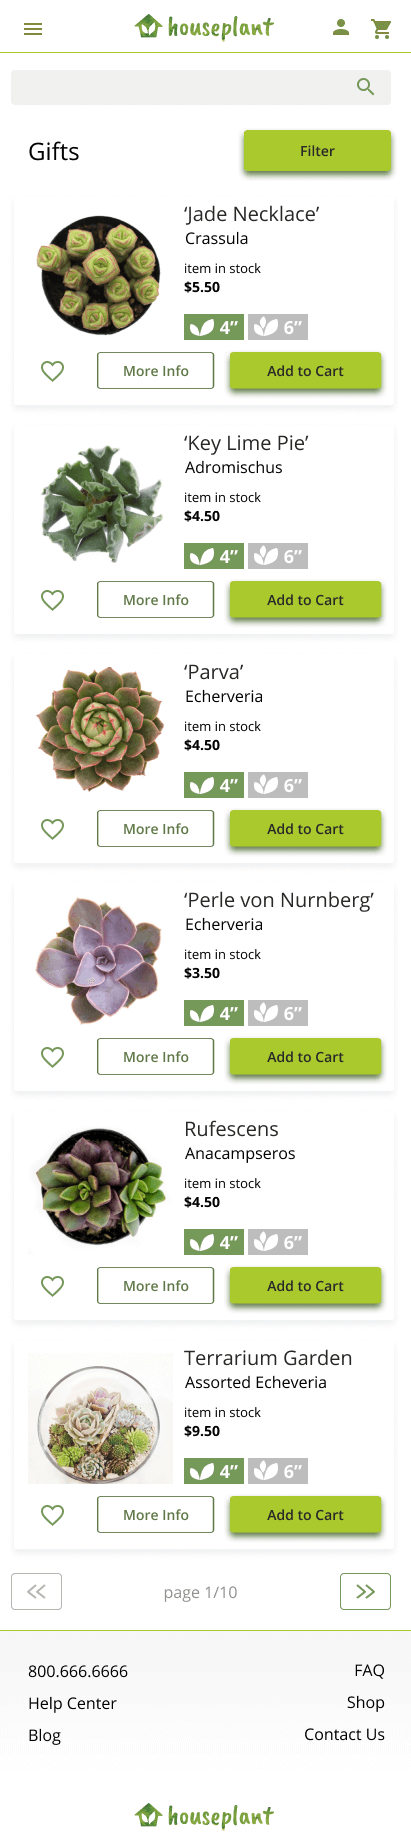 houseplant
Gifts
Filter
‘Jade Necklace’
Crassula
item in stock
$5.50
4” 6”
More Info
Add to Cart
‘Key Lime Pie’
Adromischus
item in stock
$4.50
4” 6”
More Info
Add to Cart
‘Parva’
Echerveria
item in stock
$4.50
4” 6”
More Info
Add to Cart
‘Perle von Nurnberg’
Echerveria
item in stock
$3.50
4” 6”
More Info
Add to Cart
Rufescens
Anacampseros
item in stock
$4.50
4” 6”
More Info
Add to Cart
Terrarium Garden
Assorted Echeveria
item in stock
$9.50
4” 6”
More Info
Add to Cart
page 1/10
800.666.6666
FAQ
Help Center
Shop
Blog
Contact Us
houseplant